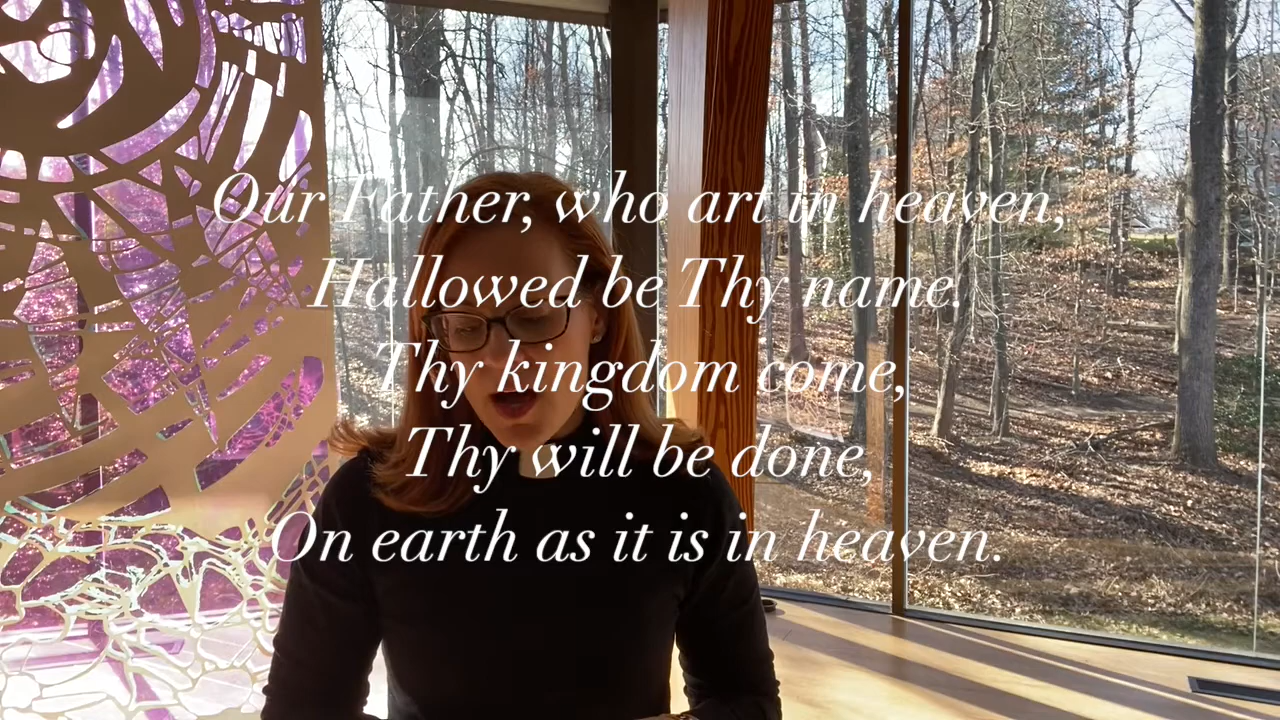 Our Father, who art in heaven,
Hallowed be Thy name.
Thy kingdom come,
Thy will be done,
On earth as it is in heaven.